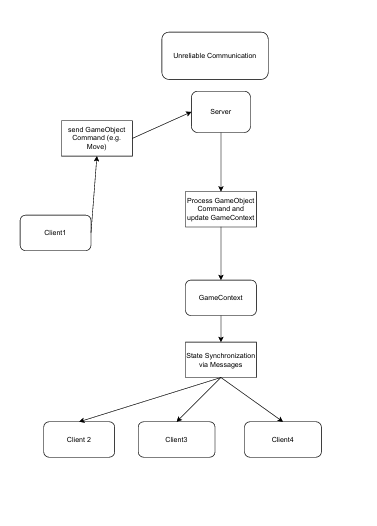 Unreliable Communication
Server
send GameObject
Command (e.g.
Move)
Process GameObject
Command and
update GameContext
Client1
GameContext
State Synchronization
via Messages
Client 2
Client3
Client4